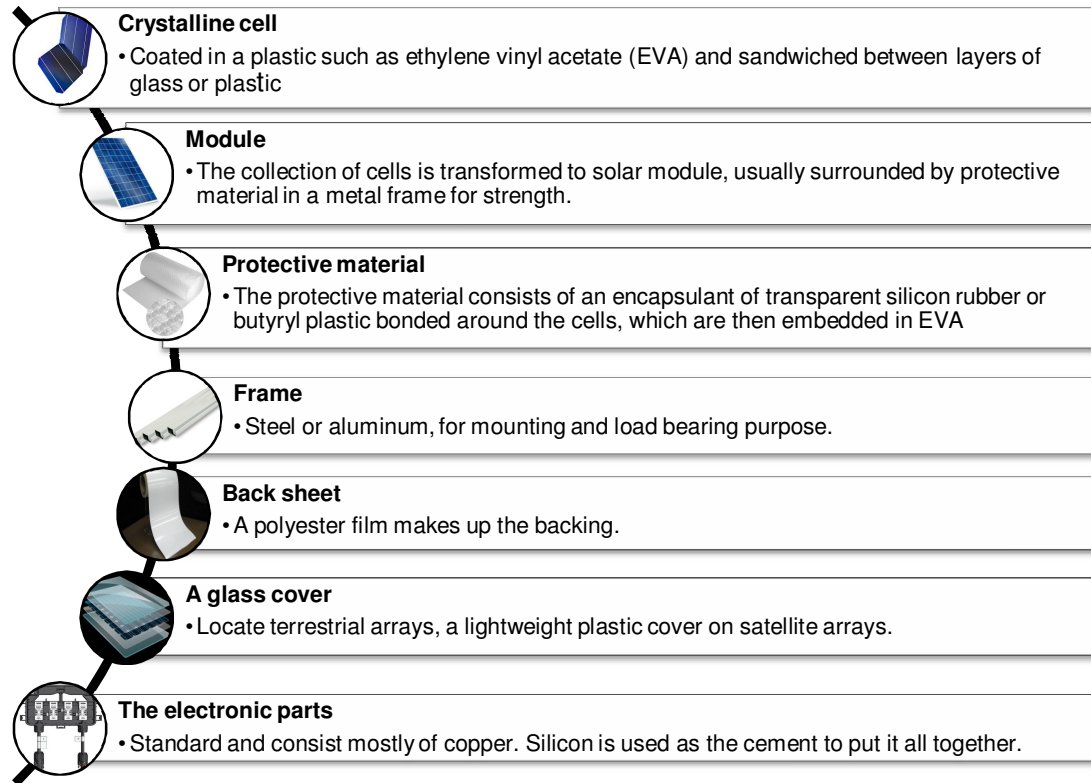 Crystalline cell
• Coated in a plastic such as ethylene vinyl acetate (EVA) and sandwiched between layers of
glass or plastic
Module
• The collection of cells is transformed to solar module, usually surrounded by protective
material in a metal frame for strength.
Protective material
• The protective material consists of an encapsulant of transparent silicon rubber or
butyryl plastic bonded around the cells, which are then embedded in EVA
Frame
• Steel or aluminum, for mounting and load bearing purpose.
Back sheet
• A polyester film makes up the backing.
A glass cover
• Locate terrestrial arrays, a lightweight plastic cover on satellite arrays.
The electronic parts
• Standard and consist mostly of copper. Silicon is used as the cement to put it all together.